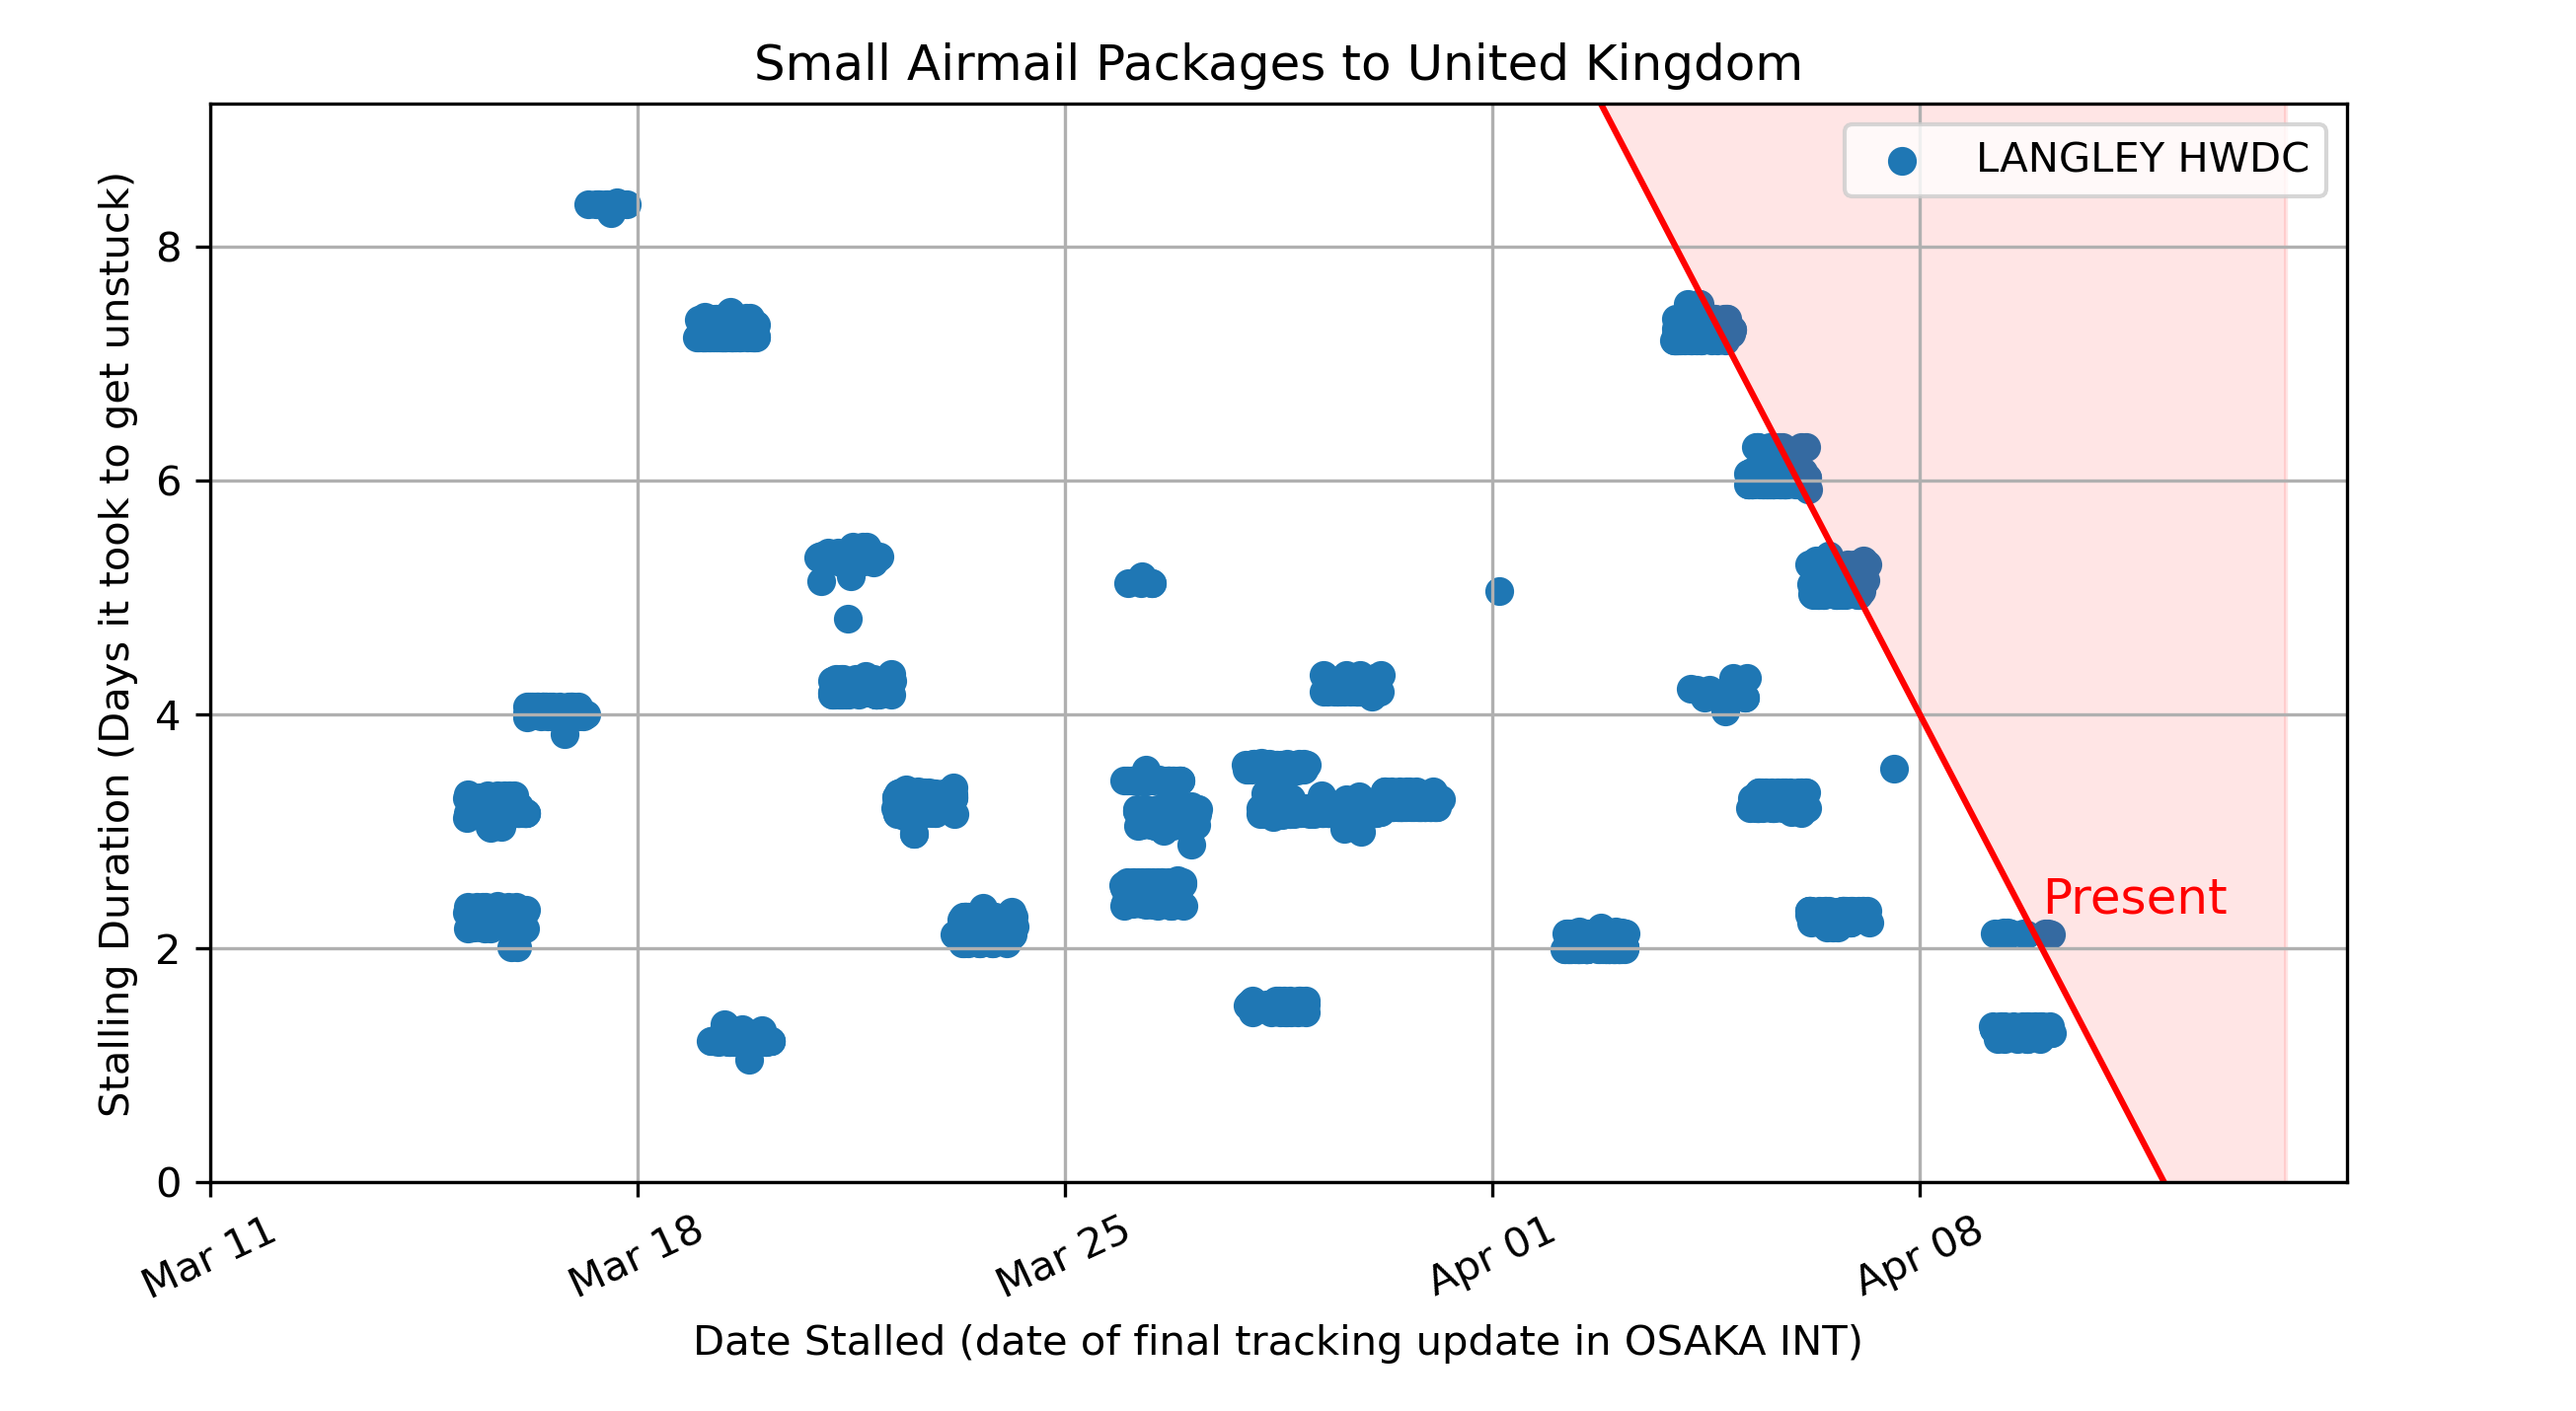 Small Airmail Packages to United Kingdom
LANGLEY HWDC
Stalling Duration (Days it took to get unstuck)
8
6
4
2
0
Present
Mar 11
Mar 18
Mar 25
Apr 01
Apr 08
Date Stalled (date of final tracking update in OSAKA INT)